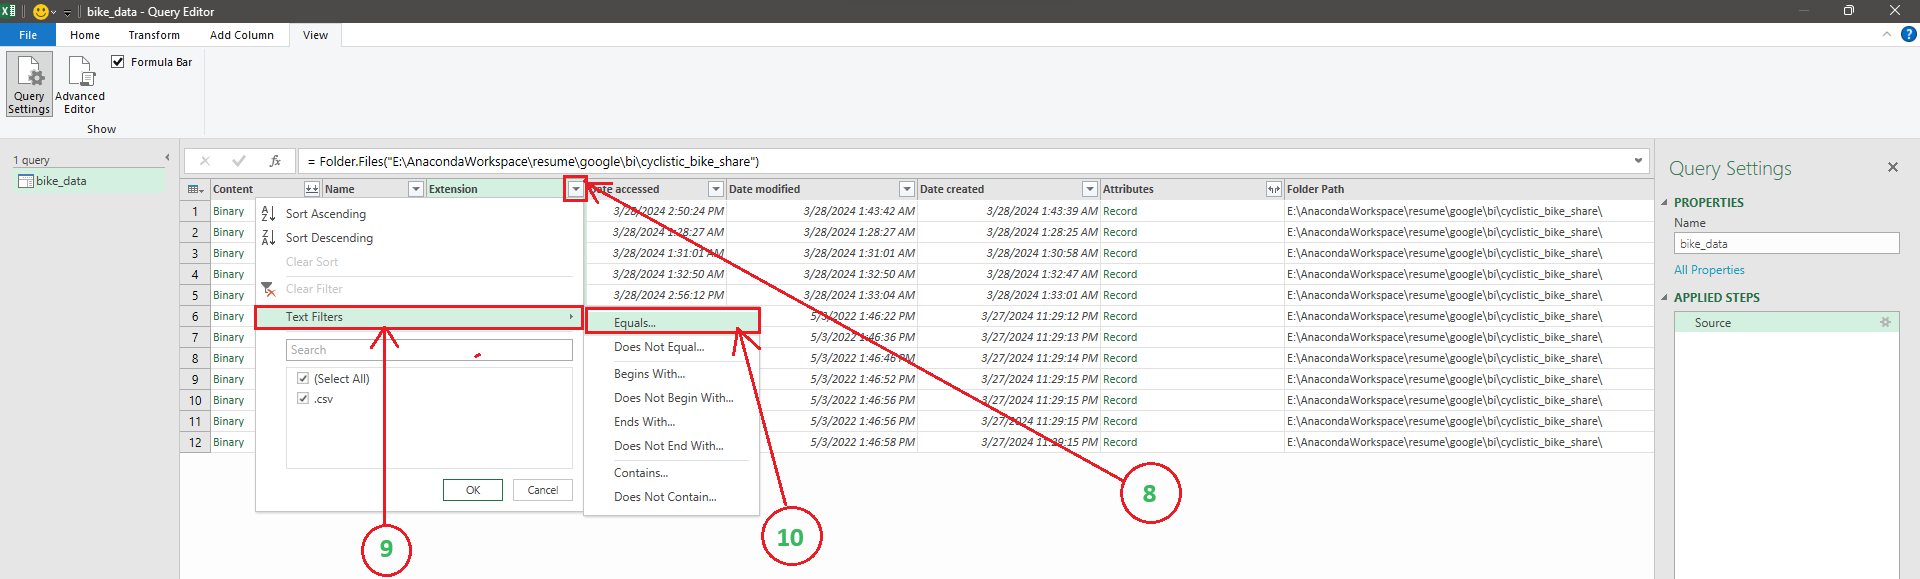 bike_data - Query Editor
File Home Transform Add Column View
Query Settings
Advanced Editor
Formula Bar
Show
1 query
bike_data
fx = Folder.Files("E:\AnacondaWorkspace\resume\google\bi\cyclistic_bike_share")
Content Name Extension Date accessed Date modified Date created Attributes Folder Path
1 Binary 3/28/2024 2:50:24 PM 3/28/2024 1:43:42 AM 3/28/2024 1:43:39 AM Record E:\AnacondaWorkspace\resume\google\bi\cyclistic_bike_share\
2 Binary 3/28/2024 1:28:27 AM 3/28/2024 1:28:27 AM 3/28/2024 1:28:25 AM Record E:\AnacondaWorkspace\resume\google\bi\cyclistic_bike_share\
3 Binary 3/28/2024 1:31:01 AM 3/28/2024 1:31:01 AM 3/28/2024 1:30:58 AM Record E:\AnacondaWorkspace\resume\google\bi\cyclistic_bike_share\
4 Binary 3/28/2024 1:32:50 AM 3/28/2024 1:32:50 AM 3/28/2024 1:32:47 AM Record E:\AnacondaWorkspace\resume\google\bi\cyclistic_bike_share\
5 Binary 3/28/2024 2:56:12 PM 3/28/2024 1:33:04 AM 3/28/2024 1:33:01 AM Record E:\AnacondaWorkspace\resume\google\bi\cyclistic_bike_share\
6 Binary 5/3/2022 1:46:22 PM 3/27/2024 11:29:12 PM Record E:\AnacondaWorkspace\resume\google\bi\cyclistic_bike_share\
7 Binary 5/3/2022 1:46:36 PM 3/27/2024 11:29:13 PM Record E:\AnacondaWorkspace\resume\google\bi\cyclistic_bike_share\
8 Binary 5/3/2022 1:46:46 PM 3/27/2024 11:29:14 PM Record E:\AnacondaWorkspace\resume\google\bi\cyclistic_bike_share\
9 Binary 5/3/2022 1:46:52 PM 3/27/2024 11:29:15 PM Record E:\AnacondaWorkspace\resume\google\bi\cyclistic_bike_share\
10 Binary 5/3/2022 1:46:56 PM 3/27/2024 11:29:15 PM Record E:\AnacondaWorkspace\resume\google\bi\cyclistic_bike_share\
11 Binary 5/3/2022 1:46:56 PM 3/27/2024 11:29:15 PM Record E:\AnacondaWorkspace\resume\google\bi\cyclistic_bike_share\
12 Binary 5/3/2022 1:46:58 PM 3/27/2024 11:29:15 PM Record E:\AnacondaWorkspace\resume\google\bi\cyclistic_bike_share\
Sort Ascending
Sort Descending
Clear Sort
Clear Filter
Text Filters
Search
(Select All)
.csv
OK Cancel
Equals...
Does Not Equal...
Begins With...
Does Not Begin With...
Ends With...
Does Not End With...
Contains...
Does Not Contain...
8
9
10
Query Settings
PROPERTIES
Name
bike_data
All Properties
APPLIED STEPS
Source